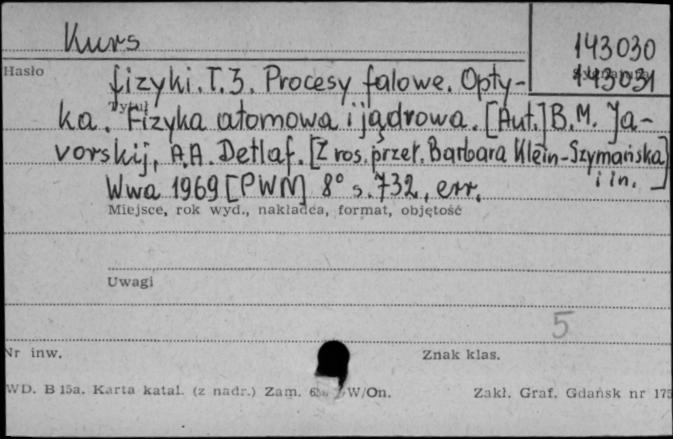 Kurs
143030
143031
Hasło
fizyki. T. 3. Procesy falowe. Opty-
Tytuł
ka. Fizyka atomowa i jądrowa. [Aut.] B.M. Ja-
vorskij, A.A. Detlaf. [Z ros. przeł. Barbara Klein-Szymańska
i in.]
Wwa 1969 [PWN] 8° s. 732, err.
Miejsce, rok wyd., nakładca, format, objętość
Uwagi
5
Nr inw.
Znak klas.
WD. B 15a. Karta katal. (z nadr.) Zam. W/On.
Zakł. Graf. Gdańsk nr 175